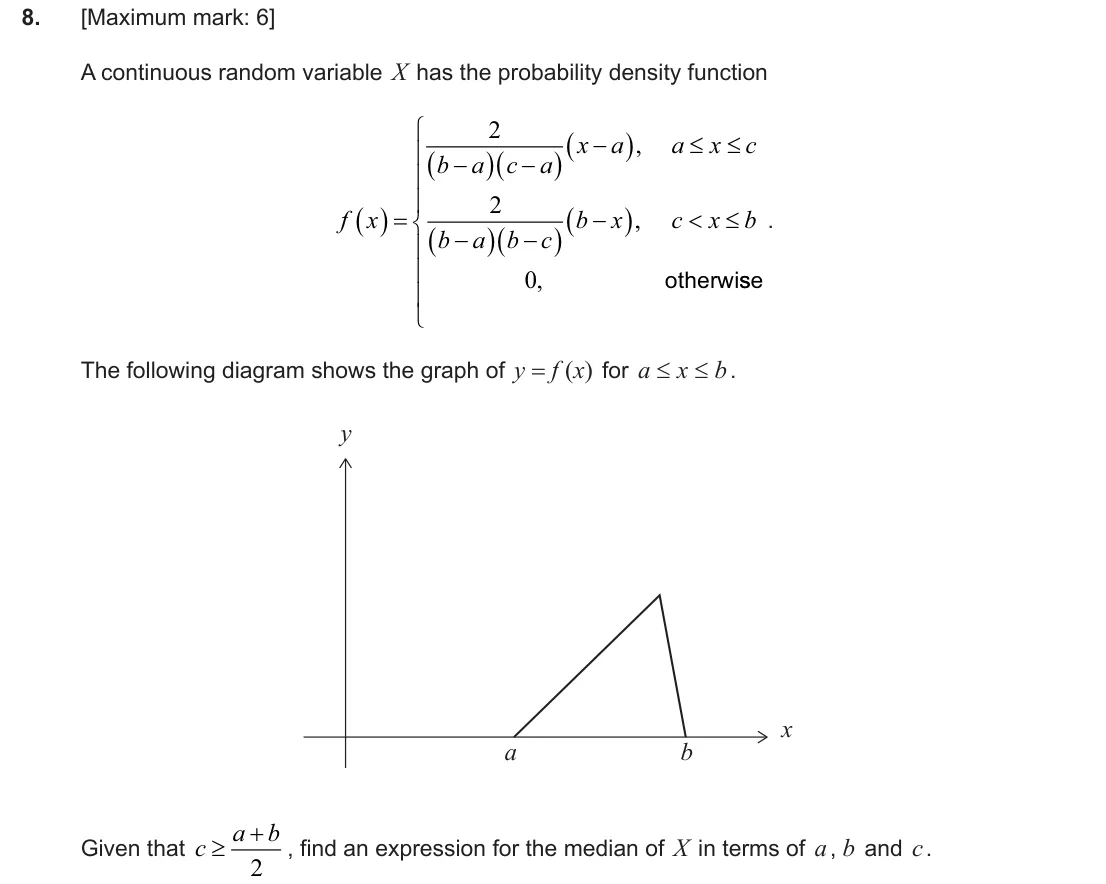 8. [Maximum mark: 6]
A continuous random variable X has the probability density function
f(x) = { 2/((b−a)(c−a)) (x−a), a ≤ x ≤ c
2/((b−a)(b−c)) (b−x), c < x ≤ b .
0, otherwise
The following diagram shows the graph of y = f(x) for a ≤ x ≤ b.
y
x
a b
Given that c ≥ (a+b)/2, find an expression for the median of X in terms of a, b and c.